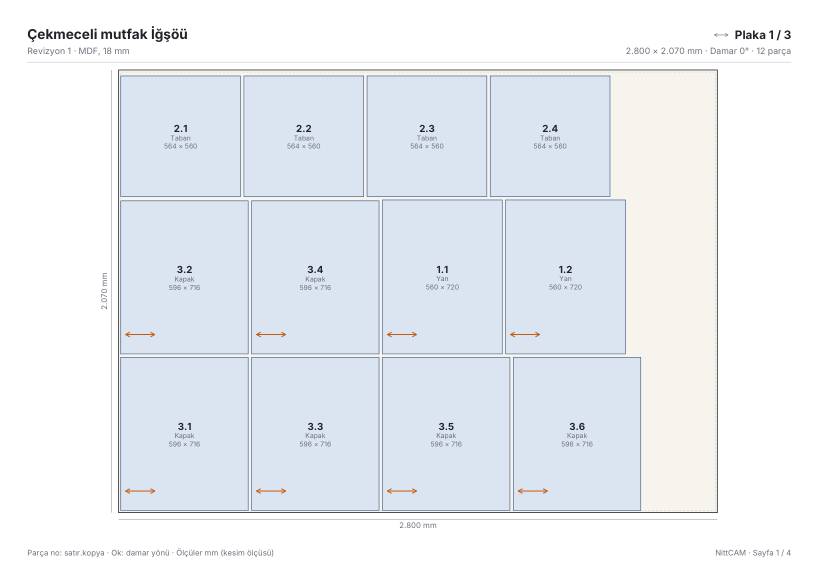 Çekmeceli mutfak İğşöü
Plaka 1 / 3
Revizyon 1 · MDF, 18 mm
2.800 × 2.070 mm · Damar 0° · 12 parça
2.1
Taban
564 × 560
2.2
Taban
564 × 560
2.3
Taban
564 × 560
2.4
Taban
564 × 560
3.2
Kapak
596 × 716
3.4
Kapak
596 × 716
1.1
Yan
560 × 720
1.2
Yan
560 × 720
2.070 mm
3.1
Kapak
596 × 716
3.3
Kapak
596 × 716
3.5
Kapak
596 × 716
3.6
Kapak
596 × 716
2.800 mm
Parça no: satır.kopya · Ok: damar yönü · Ölçüler mm (kesim ölçüsü)
NittCAM · Sayfa 1 / 4